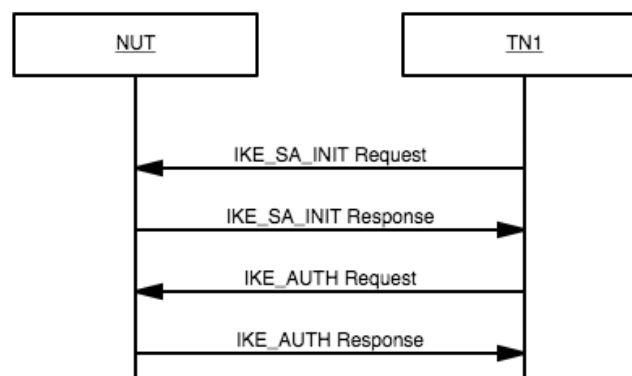 NUT
TN1
IKE_SA_INIT Request
IKE_SA_INIT Response
IKE_AUTH Request
IKE_AUTH Response